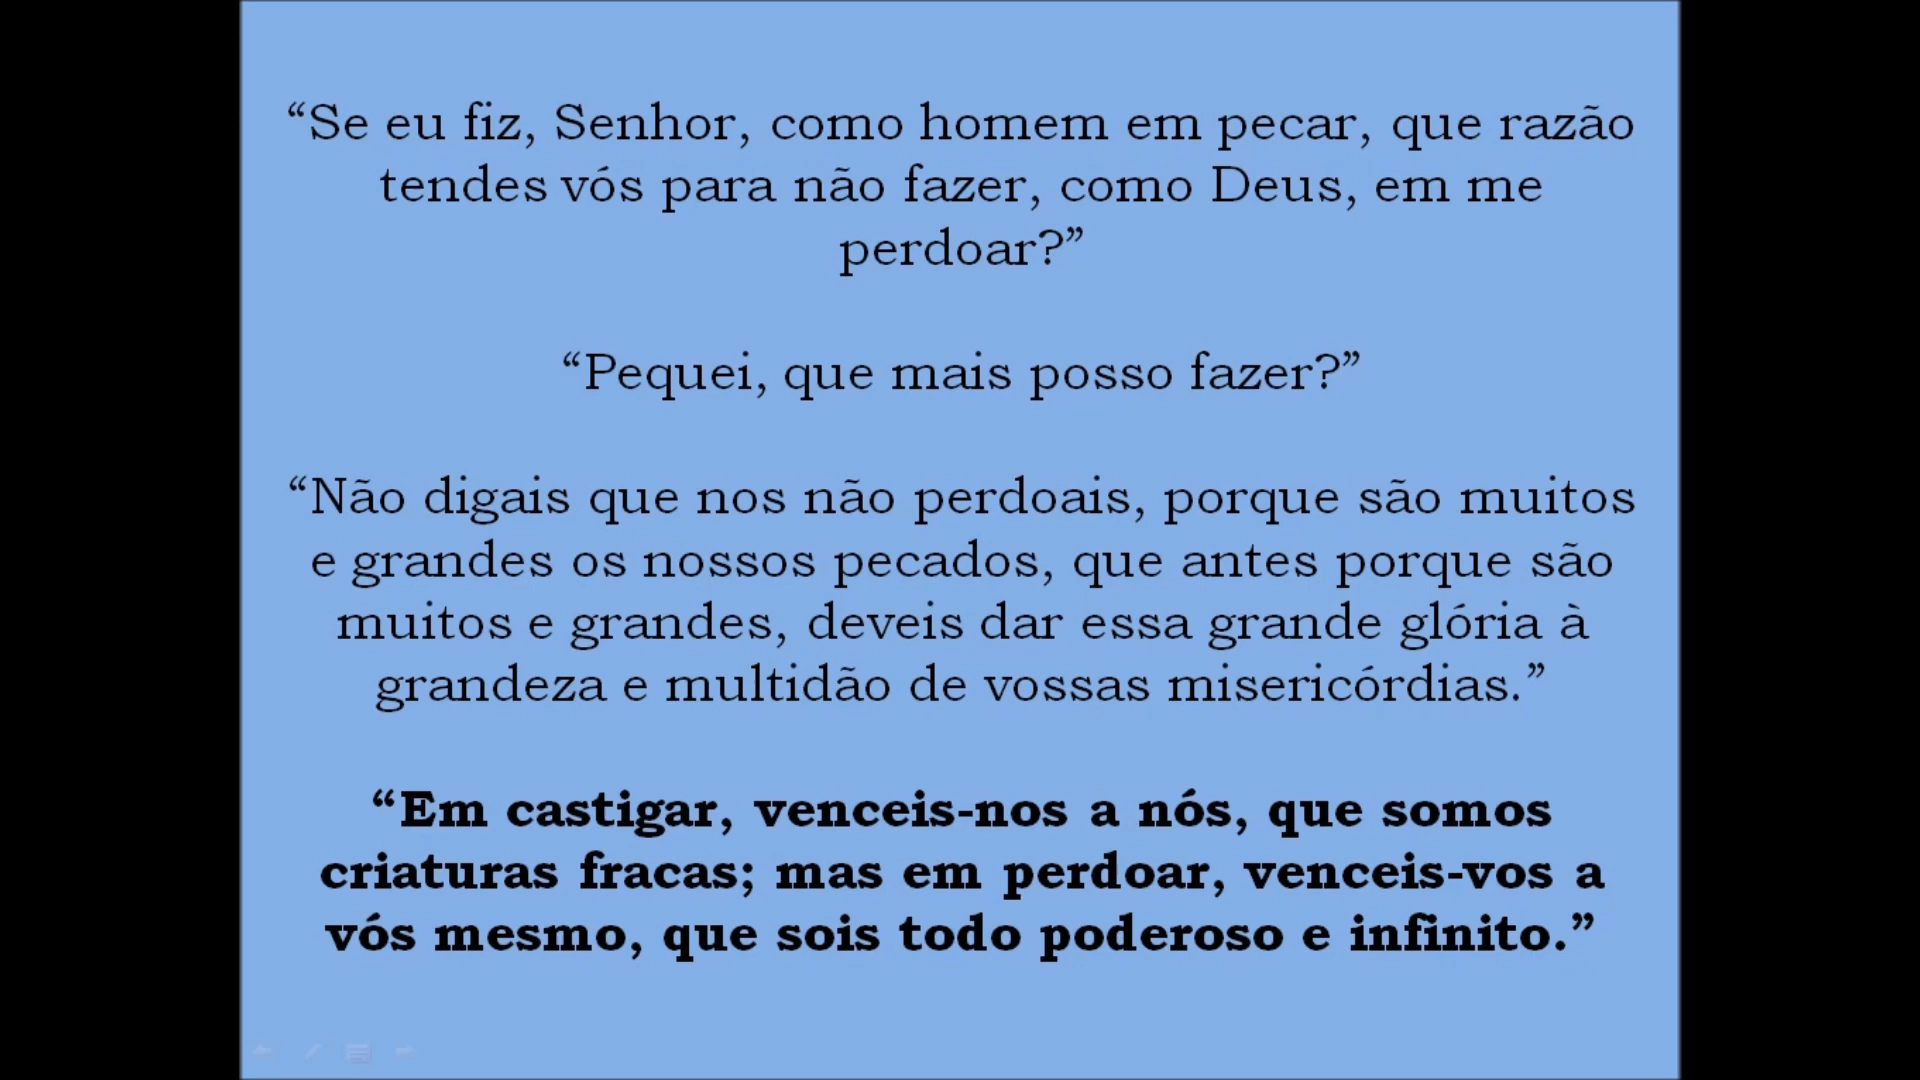 “Se eu fiz, Senhor, como homem em pecar, que razão
tendes vós para não fazer, como Deus, em me
perdoar?”
“Pequei, que mais posso fazer?”
“Não digais que nos não perdoais, porque são muitos
e grandes os nossos pecados, que antes porque são
muitos e grandes, deveis dar essa grande glória à
grandeza e multidão de vossas misericórdias.”
“Em castigar, venceis-nos a nós, que somos
criaturas fracas; mas em perdoar, venceis-vos a
vós mesmo, que sois todo poderoso e infinito.”